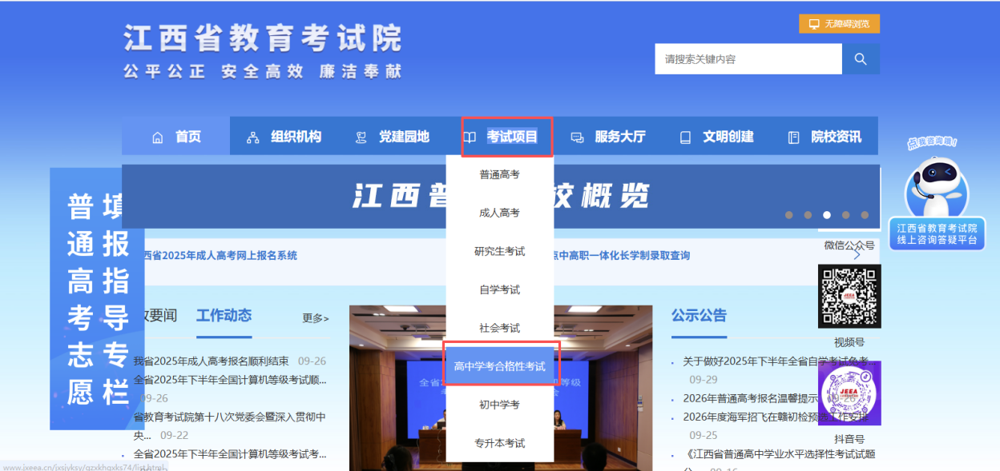 江西省教育考试院
公平公正 安全高效 廉洁奉献
无障碍浏览
请搜索关键内容
首页
组织机构
党建园地
考试项目
服务大厅
文明创建
院校资讯
普通高考
成人高考
研究生考试
自学考试
社会考试
高中学考合格性考试
初中学考
专升本考试
填报指导专栏
普通高考志愿
江西普
校概览
点我咨询哦!
江西省教育考试院
线上咨询答疑平台
西省2025年成人高考网上报名系统
点中高职一体化长学制录取查询
微信公众号
要闻
工作动态
更多>
我省2025年成人高考报名顺利结束 09-26
全省2025年下半年全国计算机等级考试顺...
09-26
省教育考试院第十八次党委会暨深入贯彻中
央... 09-22
全省2025年下半年全国计算机等级考试考...
全省
等级
会
公示公告
关于做好2025年下半年全省自学考试免考...
09-29
2026年普通高考报名温馨提示 09-26
2026年度海军招飞在赣初检预选工作安排
09-25
《江西省普通高中学业水平选择性考试试题
09-16
JEEA
视频号
JEEA
抖音号
www.jxeea.cn/jxsjyksy/gzxkhgxks74/list.html